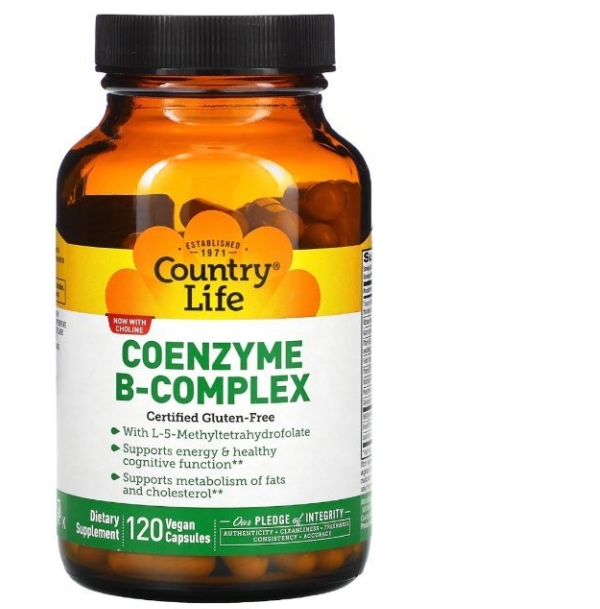 ESTABLISHED
1971
Country®
Life
NOW WITH
CHOLINE
COENZYME
B-COMPLEX
Certified Gluten-Free
With L-5-Methyltetrahydrofolate
Supports energy & healthy
cognitive function**
Supports metabolism of fats
and cholesterol**
Dietary
Supplement
120 Vegan
Capsules
Our PLEDGE of INTEGRITY
AUTHENTICITY • CLEANLINESS •
CONSISTENCY • ACCURACY